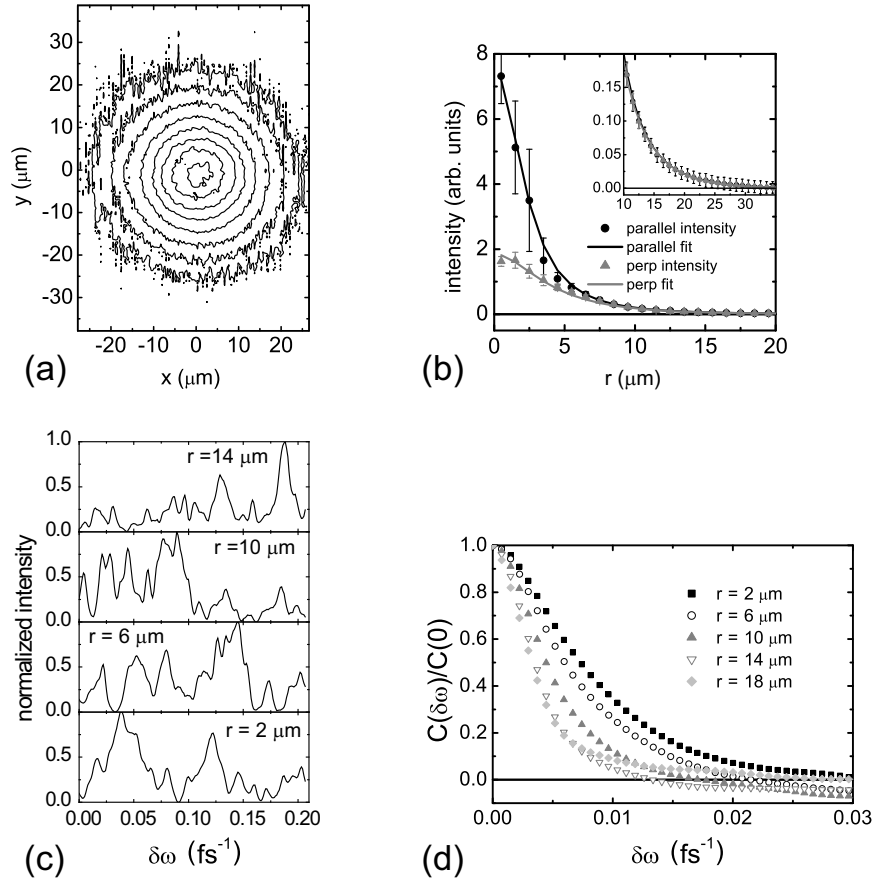 30
20
10
0
-10
-20
-30
y (μm)
-20 -10 0 10 20
x (μm)
(a)
8
6
4
2
0
intensity (arb. units)
0.15
0.10
0.05
0.00
10 15 20 25 30
parallel intensity
parallel fit
perp intensity
perp fit
0 5 10 15 20
r (μm)
(b)
1.0
0.5
0.0
r =14 μm
0.5
0.0
r =10 μm
0.5
0.0
r = 6 μm
0.5
0.0
r = 2 μm
normalized intensity
0.00 0.05 0.10 0.15 0.20
δω (fs⁻¹)
(c)
1.0
0.8
0.6
0.4
0.2
0.0
C(δω)/C(0)
r = 2 μm
r = 6 μm
r = 10 μm
r = 14 μm
r = 18 μm
0.00 0.01 0.02 0.03
δω (fs⁻¹)
(d)